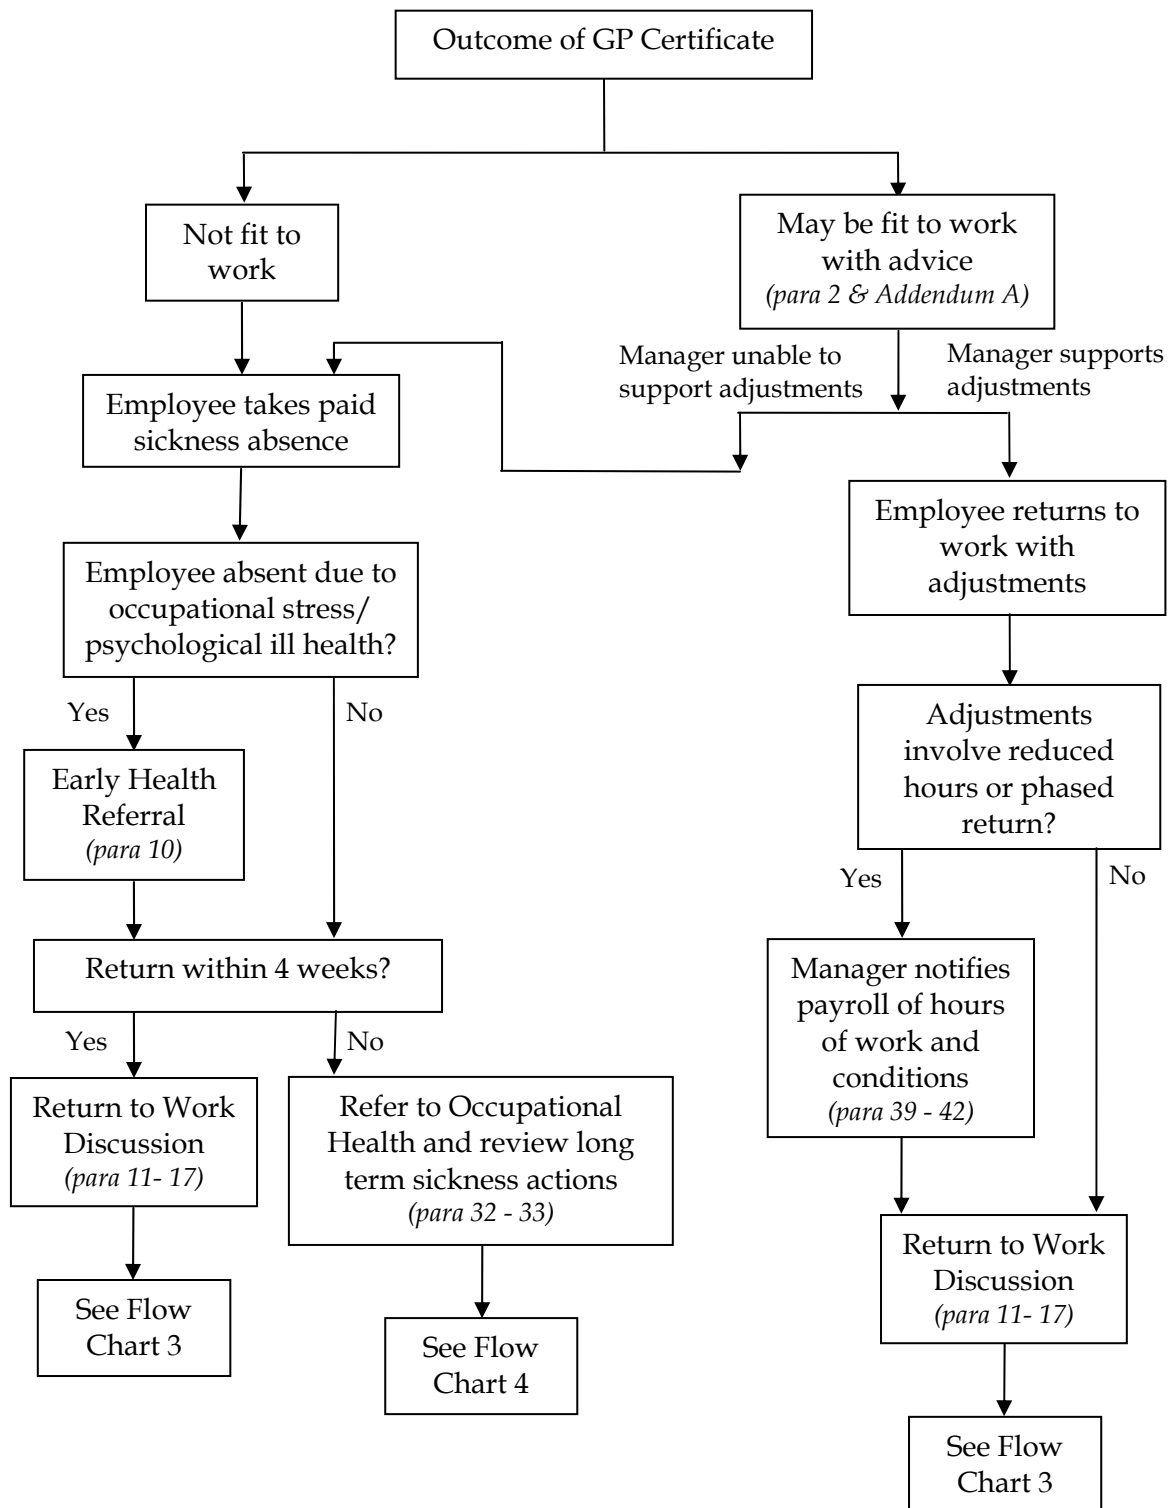 Outcome of GP Certificate
Not fit to
work
May be fit to work
with advice
(para 2 & Addendum A)
Manager unable to
support adjustments
Manager supports
adjustments
Employee takes paid
sickness absence
Employee returns to
work with
adjustments
Employee absent due to
occupational stress/
psychological ill health?
Yes
No
Adjustments
involve reduced
hours or phased
return?
Early Health
Referral
(para 10)
Yes
No
Return within 4 weeks?
Manager notifies
payroll of hours
of work and
conditions
(para 39 - 42)
Yes
No
Return to Work
Discussion
(para 11- 17)
Refer to Occupational
Health and review long
term sickness actions
(para 32 - 33)
Return to Work
Discussion
(para 11- 17)
See Flow
Chart 3
See Flow
Chart 4
See Flow
Chart 3